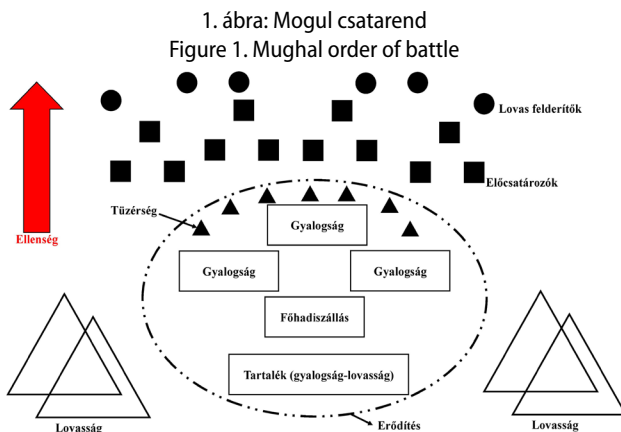 1. ábra: Mogul csatarend
Figure 1. Mughal order of battle
Lovas felderítők
Előcsatározók
Tüzérség
Gyalogság
Ellenség
Gyalogság
Gyalogság
Főhadiszállás
Tartalék (gyalogság-lovasság)
Lovasság
Erődítés
Lovasság